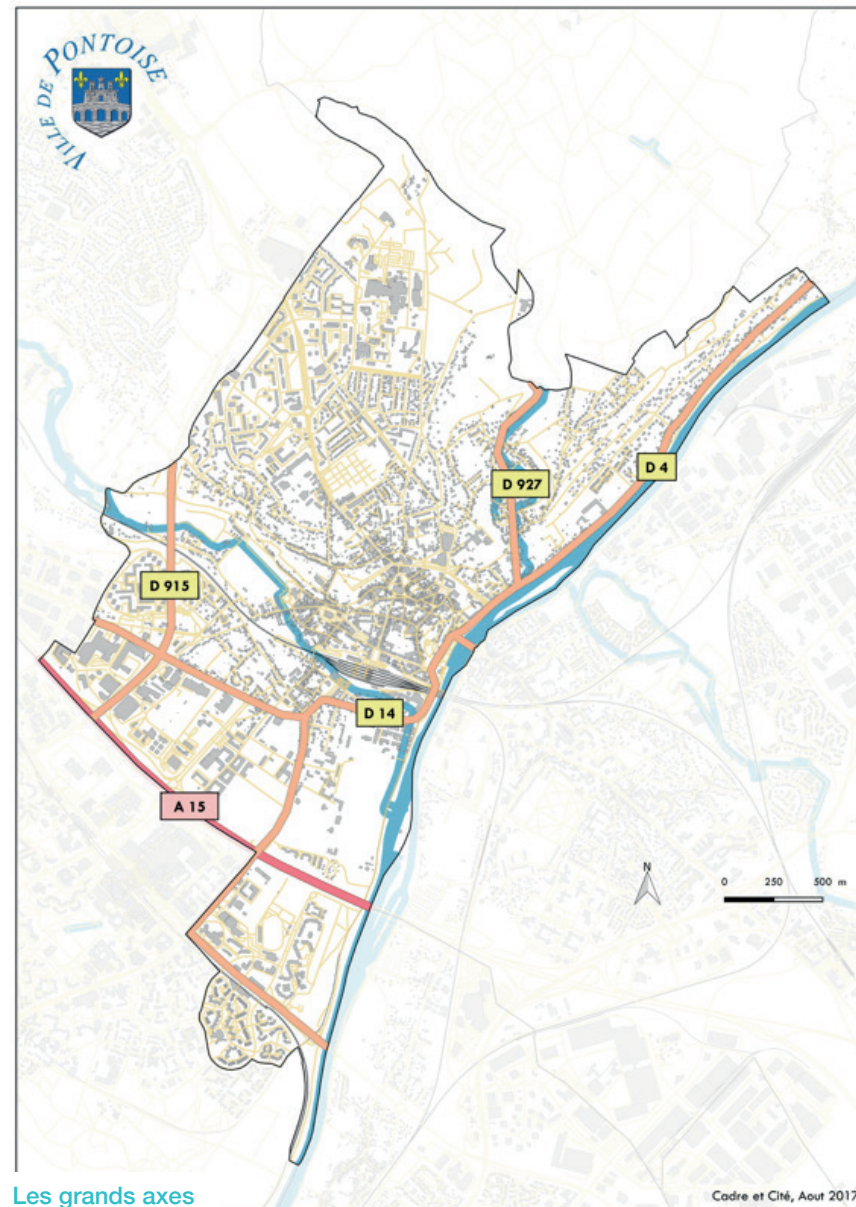 VILLE DE PONTOISE
D 4
D 927
D 915
D 14
A 15
N
0 250 500 m
Les grands axes
Cadre et Cité, Aout 2017